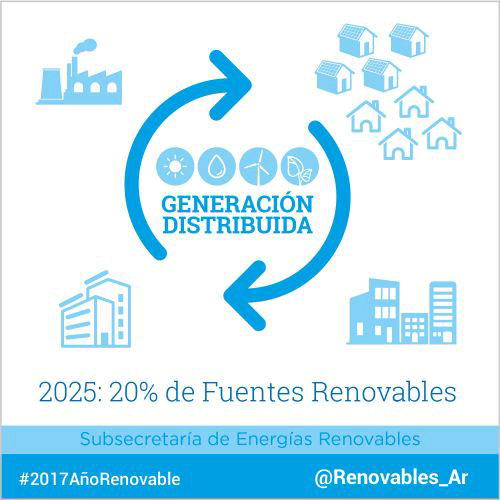 GENERACIÓN
DISTRIBUIDA
2025: 20% de Fuentes Renovables
Subsecretaría de Energías Renovables
#2017AñoRenovable
@Renovables_Ar